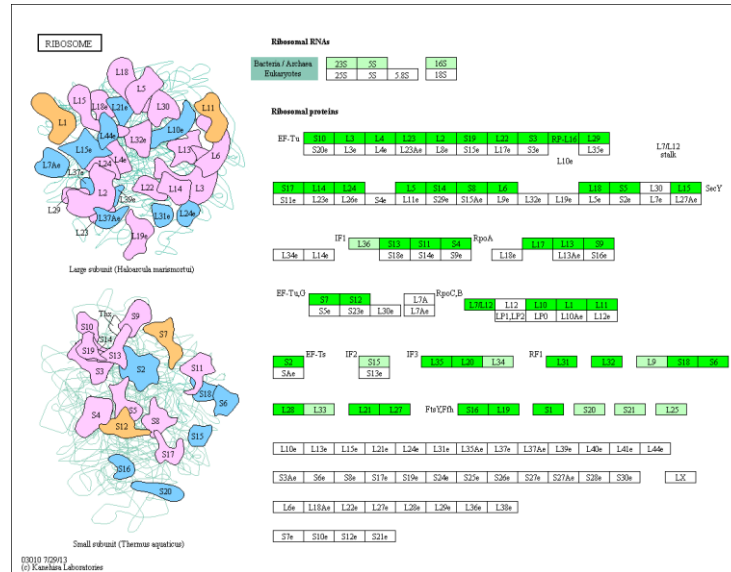 RIBOSOME
Ribosomal RNAs
Bacteria / Archaea 23S 5S 16S
Eukaryotes 25S 5S 5.8S 18S
Ribosomal proteins
EF-Tu S10 L3 L4 L23 L2 S19 L22 S3 RP-L16 L29
S20e L3e L4e L23Ae L8e S15e L17e S3e L35e
L10e
L7/L12
stalk
S17 L14 L24 L5 S14 S8 L6 L18 S5 L30 L15 SecY
S11e L23e L26e S4e L11e S29e S15Ae L9e L32e L19e L5e S2e L7e L27Ae
IF1 L36 S13 S11 S4 RpoA L17 L13 S9
L34e L14e S18e S14e S9e L18e L13Ae S16e
EF-Tu,G S7 S12 L7A RpoC,B L7/L12 L12 L10 L1 L11
S5e S23e L30e L7Ae LP1,LP2 LP0 L10Ae L12e
S2 EF-Ts IF2 S15 IF3 L35 L20 L34 RF1 L31 L32 L9 S18 S6
SAe S13e
L28 L33 L21 L27 FtsY,Ffh S16 L19 S1 S20 S21 L25
L10e L13e L15e L21e L24e L31e L35Ae L37e L37Ae L39e L40e L41e L44e
S3Ae S6e S8e S17e S19e S24e S25e S26e S27e S27Ae S28e S30e LX
L6e L18Ae L22e L27e L28e L29e L36e L38e
S7e S10e S12e S21e
L18
L5
L15 L18e L21e L30
L1 L44e L32e L10e L11
L15e L13 L6
L7Ae L24 L4e
L37e
L2 L22 L14 L3
L29 L39e
L23 L37Ae L31e L24e
L19e
Large subunit (Haloarcula marismostui)
Thx S9
S10 S14 S7
S19 S13
S3 S2 S11
S18 S6
S4 S5 S8
S12 S15
S17
S16
S20
Small subunit (Thermus aquaticus)
03010 7/29/13
(c) Kanehisa Laboratories